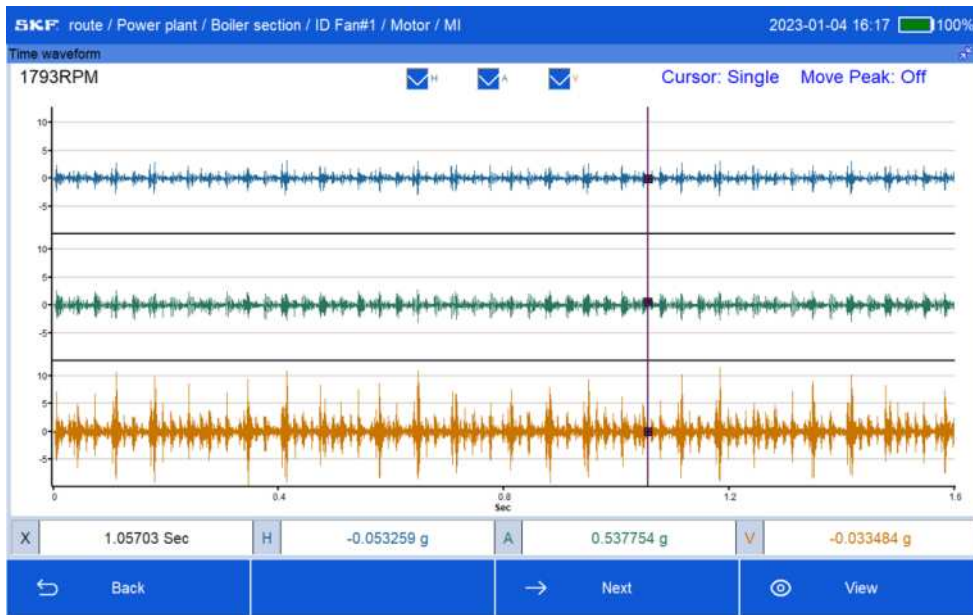 SKF. route / Power plant / Boiler section / ID Fan#1 / Motor / MI 2023-01-04 16:17 100%
Time waveform
1793RPM H A V Cursor: Single Move Peak: Off
10
5
0
-5
10
5
0
-5
10
5
0
-5
0 0.4 0.8 1.2 1.6
Sec
X 1.05703 Sec H -0.053259 g A 0.537754 g V -0.033484 g
Back Next View